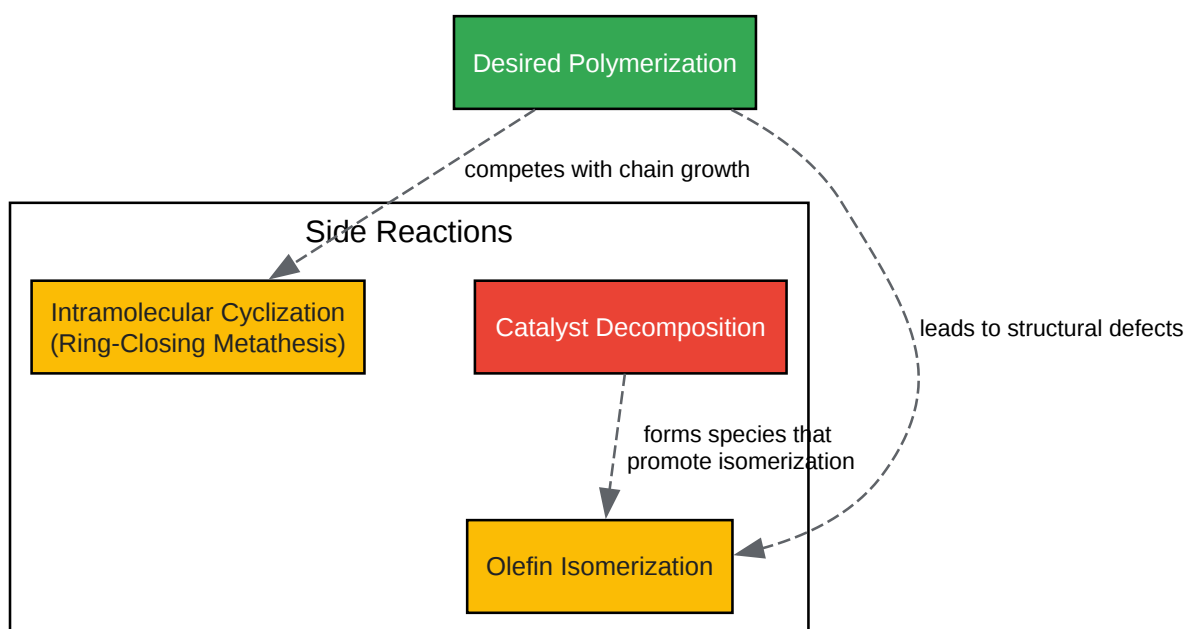 Desired Polymerization
competes with chain growth
Side Reactions
Intramolecular Cyclization
(Ring-Closing Metathesis)
Catalyst Decomposition
leads to structural defects
forms species that
promote isomerization
Olefin Isomerization